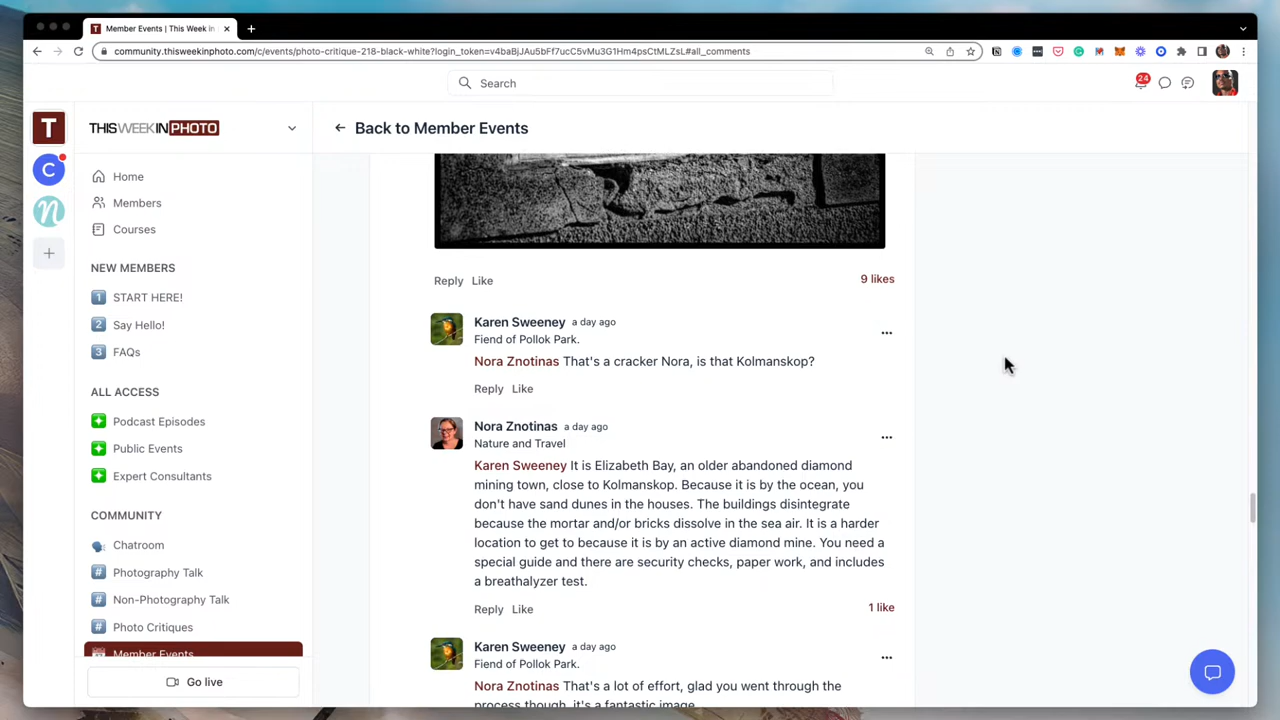 T Member Events | This Week in
community.thisweekinphoto.com/c/events/photo-critique-218-black-white?login_token=v4baBjJAu5bFf7ucC5vMu3G1Hm4psCtMLZsL#all_comments
Search
24
T
THISWEEKINPHOTO
Back to Member Events
C
n
Home
Members
Courses
NEW MEMBERS
1 START HERE!
2 Say Hello!
3 FAQs
ALL ACCESS
Podcast Episodes
Public Events
Expert Consultants
COMMUNITY
Chatroom
# Photography Talk
# Non-Photography Talk
# Photo Critiques
Member Events
Go live
Reply Like 9 likes
Karen Sweeney a day ago
Fiend of Pollok Park.
Nora Znotinas That's a cracker Nora, is that Kolmanskop?
Reply Like
Nora Znotinas a day ago
Nature and Travel
Karen Sweeney It is Elizabeth Bay, an older abandoned diamond
mining town, close to Kolmanskop. Because it is by the ocean, you
don't have sand dunes in the houses. The buildings disintegrate
because the mortar and/or bricks dissolve in the sea air. It is a harder
location to get to because it is by an active diamond mine. You need a
special guide and there are security checks, paper work, and includes
a breathalyzer test.
Reply Like 1 like
Karen Sweeney a day ago
Fiend of Pollok Park.
Nora Znotinas That's a lot of effort, glad you went through the
process though, it's a fantastic image